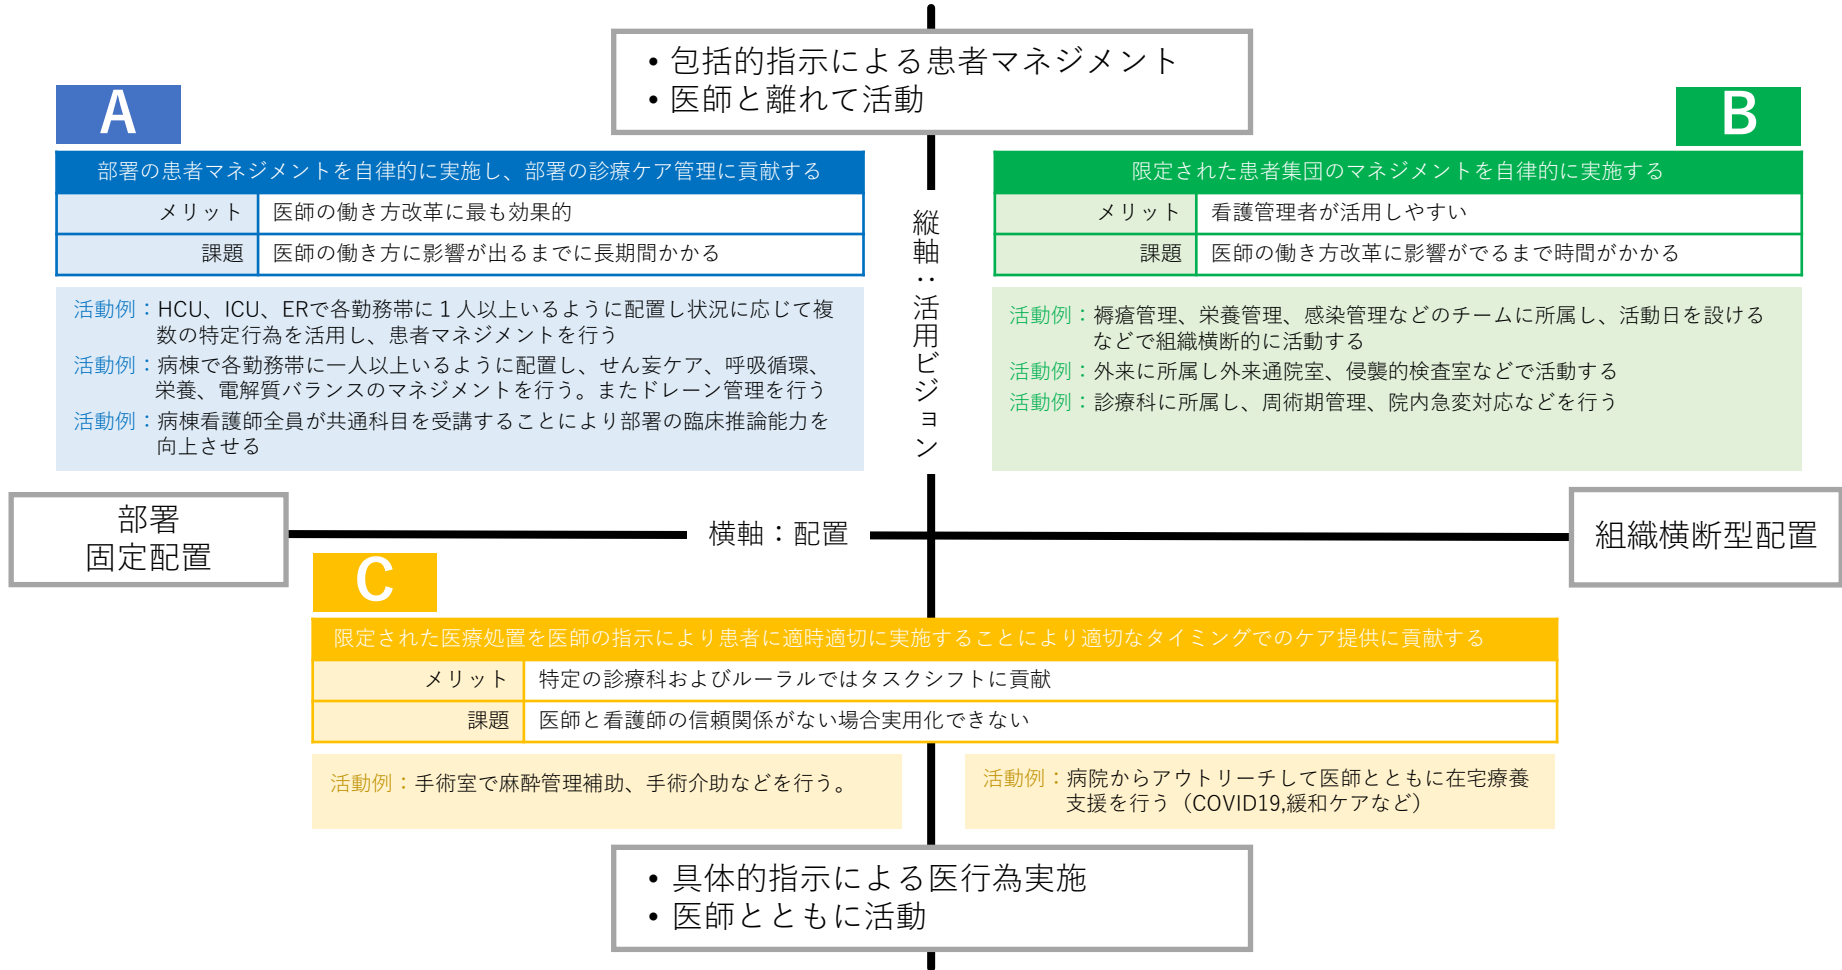 ・包括的指示による患者マネジメント
・医師と離れて活動
A
部署の患者マネジメントを自律的に実施し、部署の診療ケア管理に貢献する
メリット 医師の働き方改革に最も効果的
課題 医師の働き方に影響が出るまでに長期間かかる
活動例：HCU、ICU、ERで各勤務帯に１人以上いるように配置し状況に応じて複
数の特定行為を活用し、患者マネジメントを行う
活動例：病棟で各勤務帯に一人以上いるように配置し、せん妄ケア、呼吸循環、
栄養、電解質バランスのマネジメントを行う。またドレーン管理を行う
活動例：病棟看護師全員が共通科目を受講することにより部署の臨床推論能力を
向上させる
縦軸：活用ビジョン
B
限定された患者集団のマネジメントを自律的に実施する
メリット 看護管理者が活用しやすい
課題 医師の働き方改革に影響がでるまで時間がかかる
活動例：褥瘡管理、栄養管理、感染管理などのチームに所属し、活動日を設ける
などで組織横断的に活動する
活動例：外来に所属し外来通院室、侵襲的検査室などで活動する
活動例：診療科に所属し、周術期管理、院内急変対応などを行う
部署
固定配置
横軸：配置
組織横断型配置
C
限定された医療処置を医師の指示により患者に適時適切に実施することにより適切なタイミングでのケア提供に貢献する
メリット 特定の診療科およびルーラルではタスクシフトに貢献
課題 医師と看護師の信頼関係がない場合実用化できない
活動例：手術室で麻酔管理補助、手術介助などを行う。
活動例：病院からアウトリーチして医師とともに在宅療養
支援を行う（COVID19,緩和ケアなど）
・具体的指示による医行為実施
・医師とともに活動